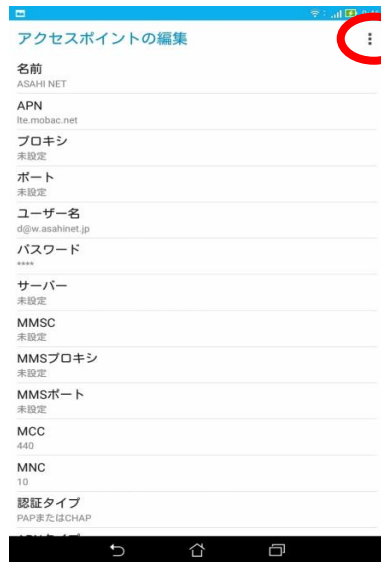 アクセスポイントの編集
名前
ASAHI NET
APN
lte.mobac.net
プロキシ
未設定
ポート
未設定
ユーザー名
d@w.asahinet.jp
パスワード
****
サーバー
未設定
MMSC
未設定
MMSプロキシ
未設定
MMSポート
未設定
MCC
440
MNC
10
認証タイプ
PAPまたはCHAP